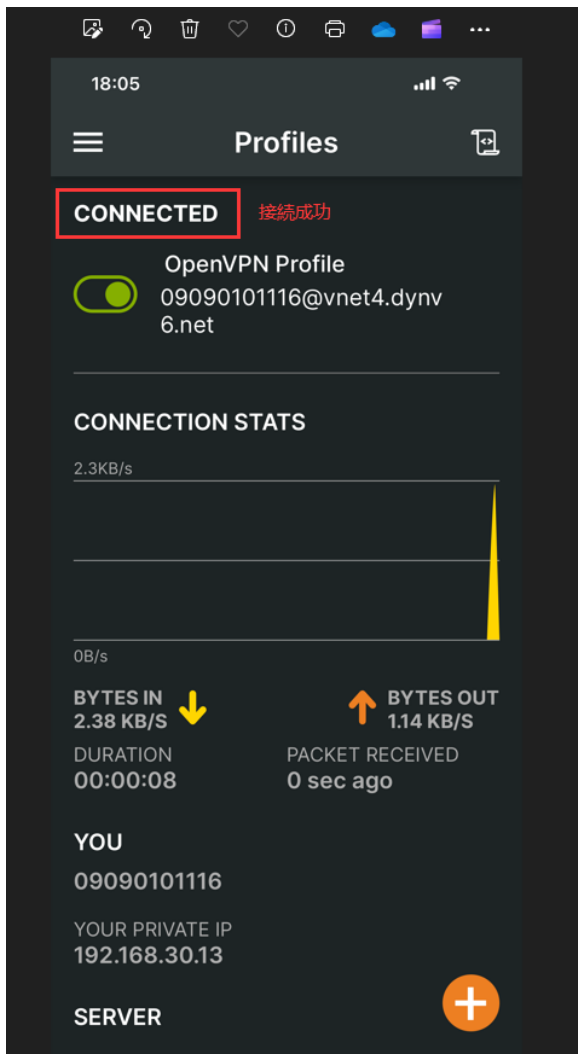 18:05
Profiles
CONNECTED
接続成功
OpenVPN Profile
09090101116@vnet4.dynv
6.net
CONNECTION STATS
2.3KB/s
0B/s
BYTES IN
2.38 KB/S
BYTES OUT
1.14 KB/S
DURATION
00:00:08
PACKET RECEIVED
0 sec ago
YOU
09090101116
YOUR PRIVATE IP
192.168.30.13
SERVER